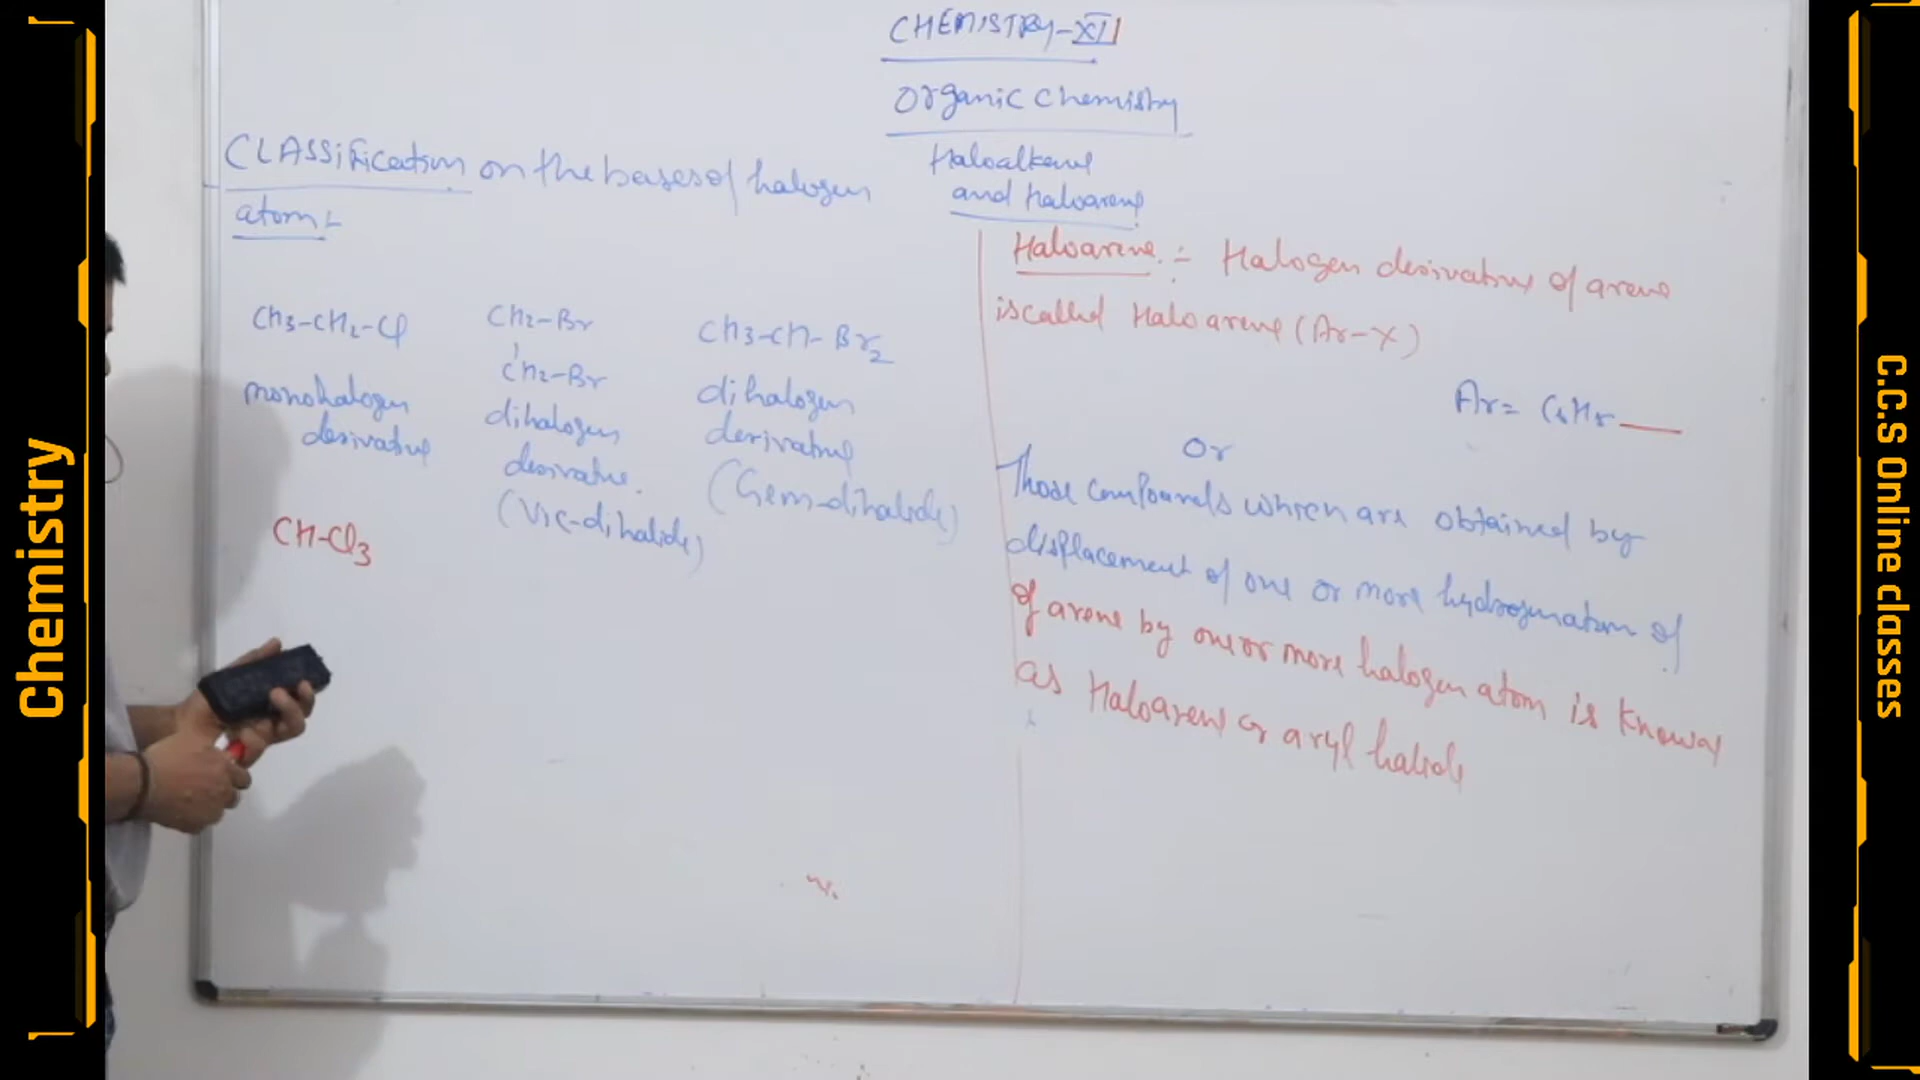 Chemistry
CHEMISTRY-XII
Organic Chemistry
Haloalkene
and haloarene
CLASSification on the bases of halogen
atom:-
CH3-CH2-Cl
monohalogen
derivative
CH2-Br
CH2-Br
dihalogen
derivative.
(Vic-dihalide)
CH3-CH-Br2
dihalogen
derivative
(Gem-dihalide)
CH-Cl3
Haloarene :- Halogen derivative of arene
is called Haloarene (Ar-X)
Ar= C6H5
Or
Those compounds which are obtained by
displacement of one or more hydrogen atom of
of arene by one or more halogen atom is known
as Haloarene or aryl halide
C.C.S Online classes